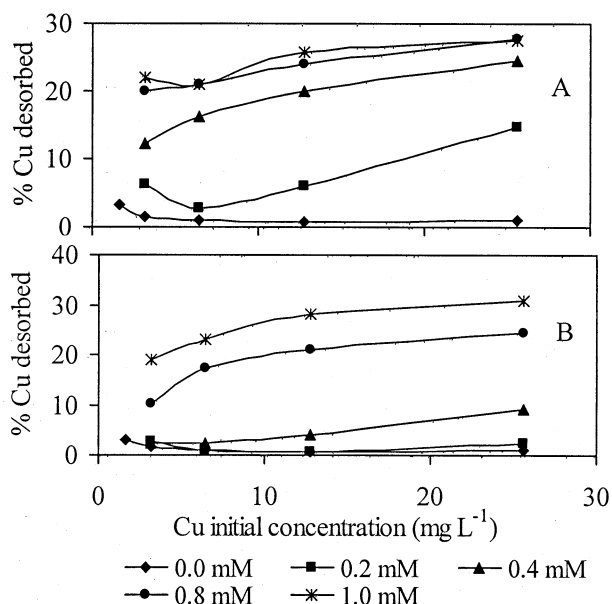 30
20
10
0
% Cu desorbed
A
40
30
20
10
0
% Cu desorbed
B
0 10 20 30
Cu initial concentration (mg L⁻¹)
0.0 mM 0.2 mM 0.4 mM
0.8 mM 1.0 mM